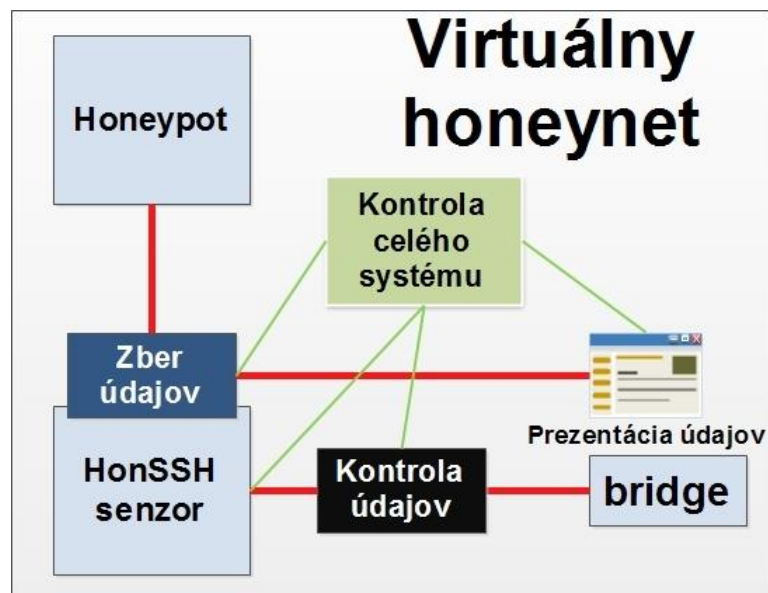 Virtuálny
honeynet
Honeypot
Kontrola
celého
systému
Zber
údajov
Prezentácia údajov
HonSSH
senzor
Kontrola
údajov
bridge